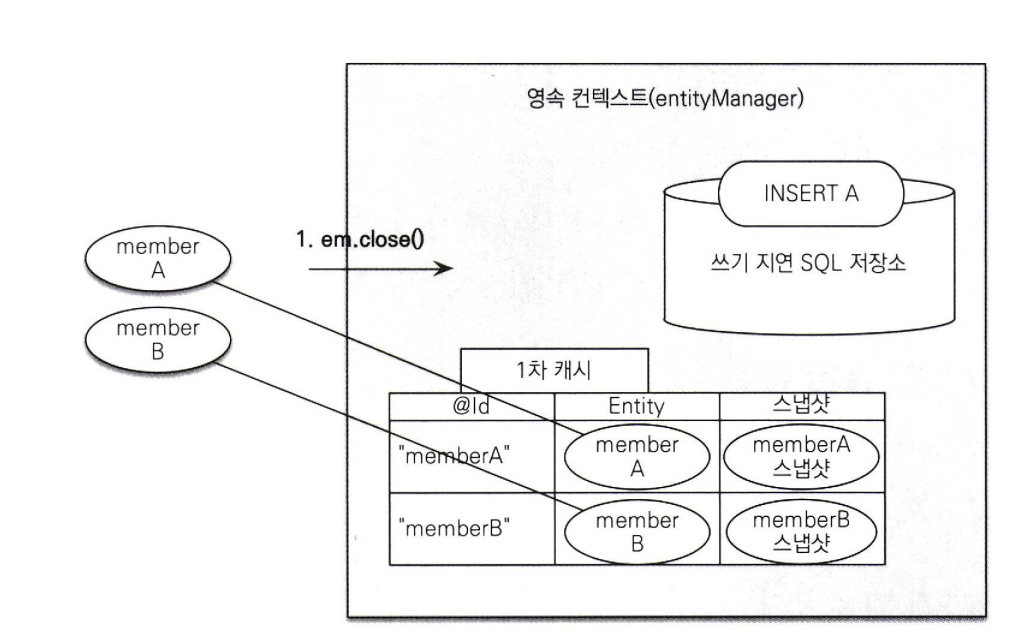 영속 컨텍스트(entityManager)
INSERT A
쓰기 지연 SQL 저장소
1. em.close()
member
A
member
B
1차 캐시
@Id Entity 스냅샷
"memberA"
member
A
memberA
스냅샷
"memberB"
member
B
memberB
스냅샷